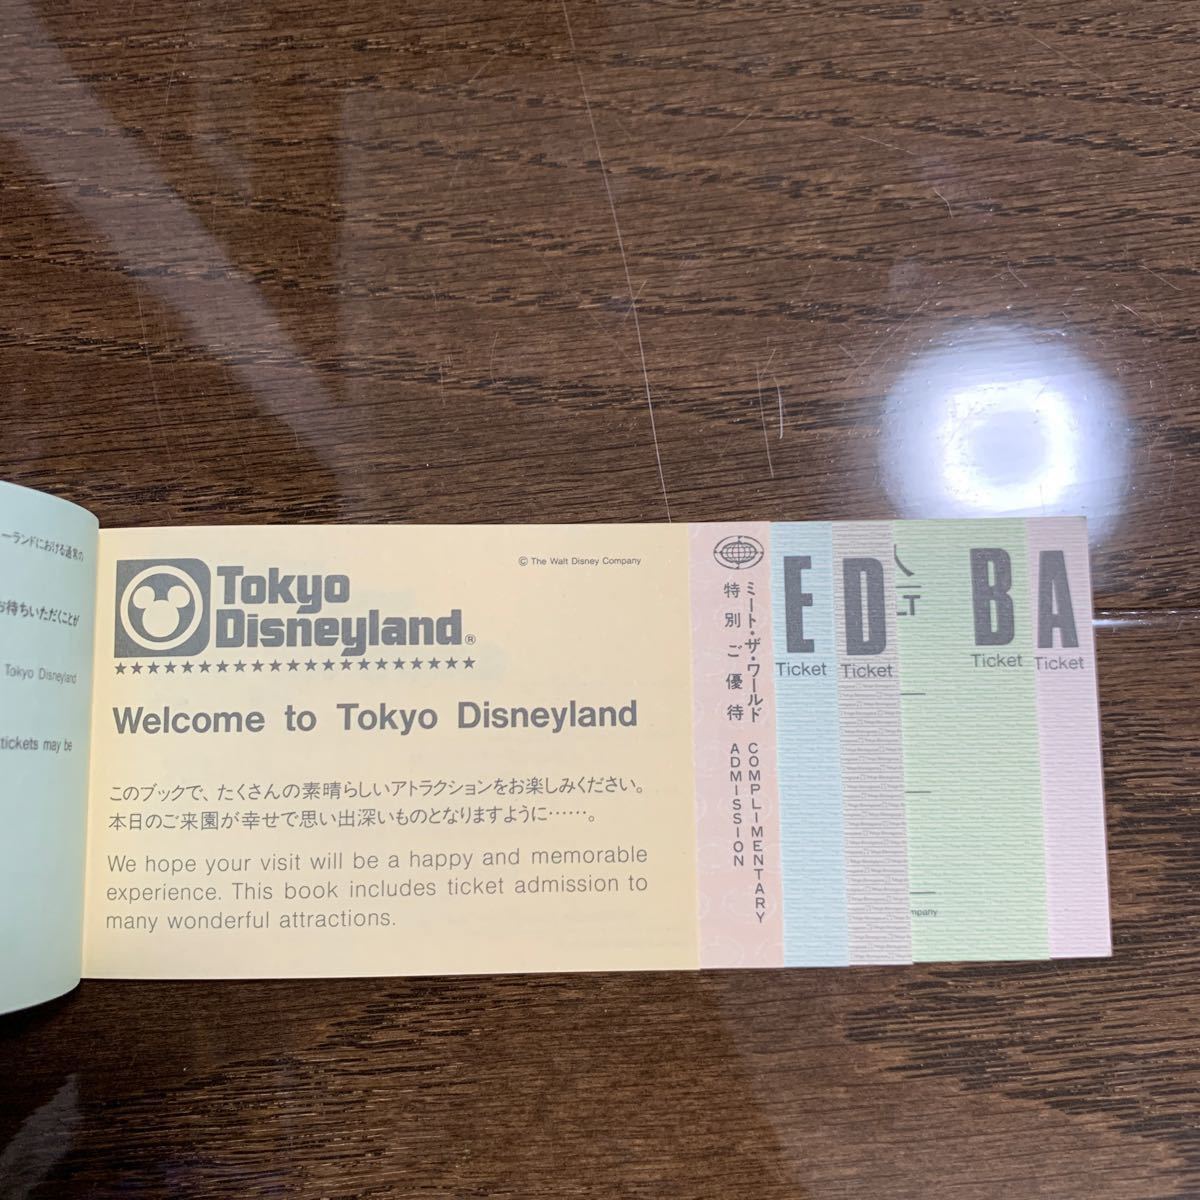 ーランドにおける通常の
お待ちいただくことが
Tokyo Disneyland
tickets may be
© The Walt Disney Company
Tokyo
Disneyland®
★★★★★★★★★★★★★★★★★★★★
Welcome to Tokyo Disneyland
このブックで、たくさんの素晴らしいアトラクションをお楽しみください。
本日のご来園が幸せで思い出深いものとなりますように……。
We hope your visit will be a happy and memorable
experience. This book includes ticket admission to
many wonderful attractions.
ミート・ザ・ワールド
特別ご優待
COMPLIMENTARY
ADMISSION
E
Ticket
D
Ticket
人
LT
mpany
B
Ticket
A
Ticket